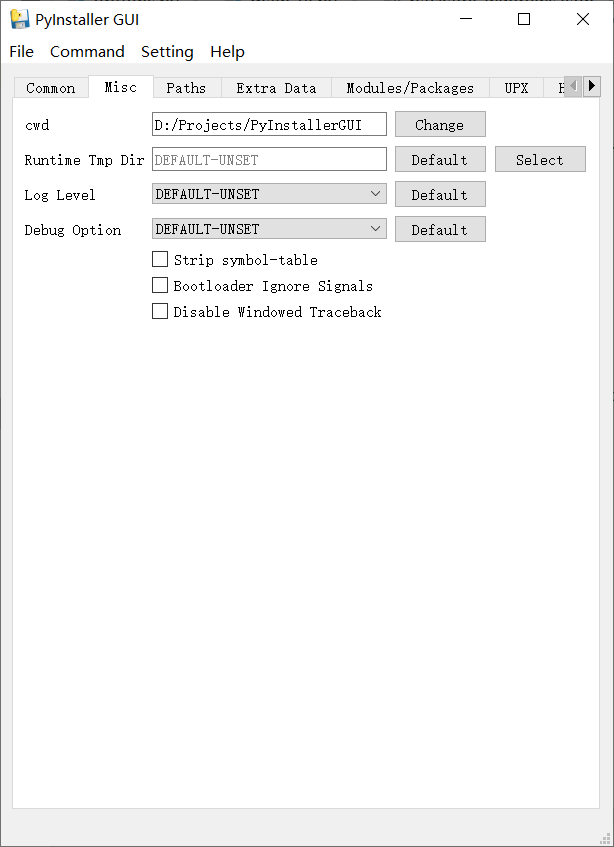 PyInstaller GUI
File Command Setting Help
Common Misc Paths Extra Data Modules/Packages UPX
cwd D:/Projects/PyInstallerGUI Change
Runtime Tmp Dir DEFAULT-UNSET Default Select
Log Level DEFAULT-UNSET Default
Debug Option DEFAULT-UNSET Default
Strip symbol-table
Bootloader Ignore Signals
Disable Windowed Traceback